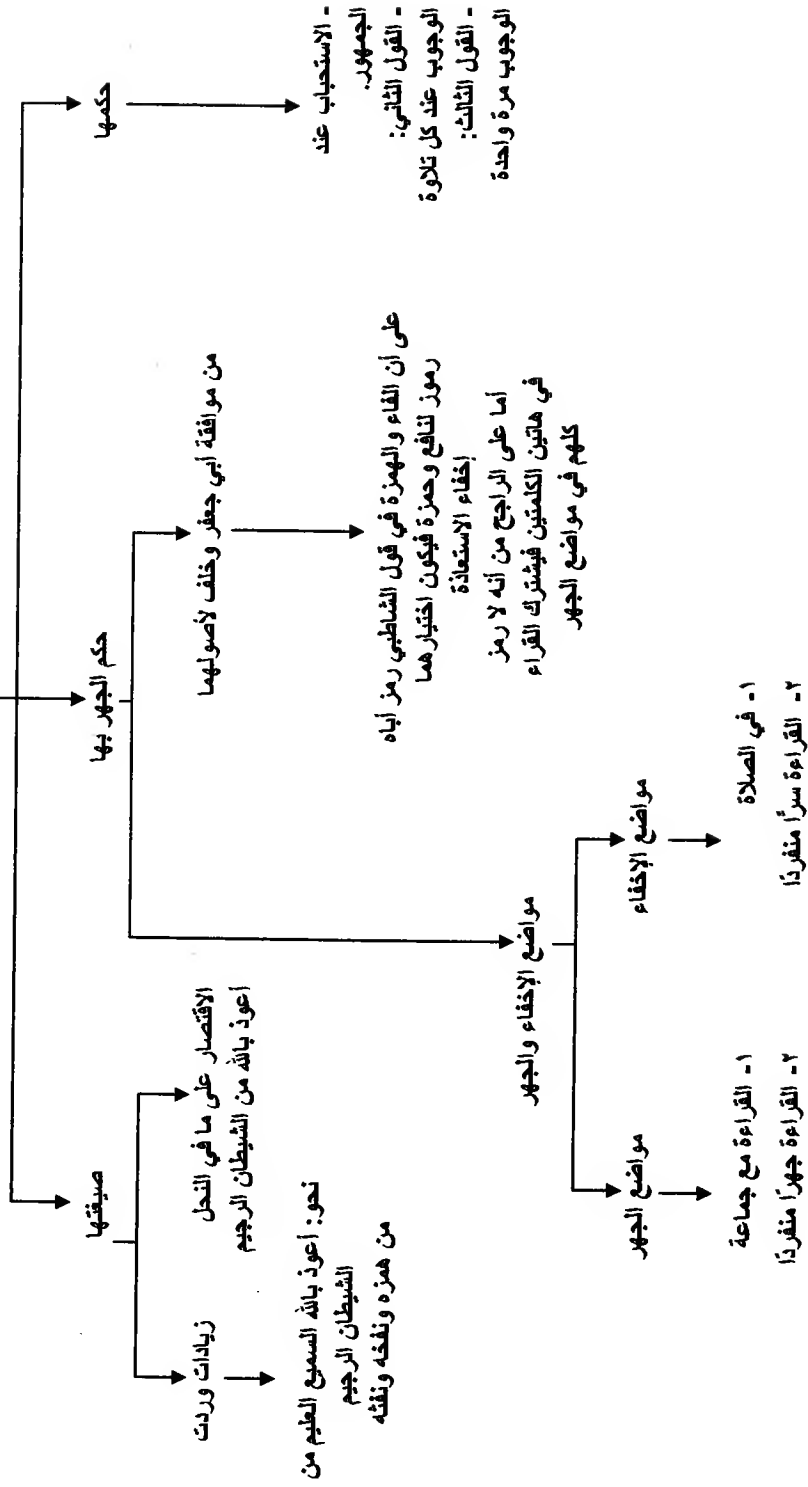 حكمها
- الاستحباب عند
الجمهور.
- القول الثاني:
الوجوب عند كل تلاوة
- القول الثالث:
الوجوب مرة واحدة
حكم الجهر بها
من موافقة أبي جعفر وخلف لأصولهما
على أن الفاء والهمزة في قول الشاطبي رمز أباه
رموز لنافع وحمزة فيكون اختيارهما
إخفاء الاستعاذة
أما على الراجح من أنه لا رمز
في هاتين الكلمتين فيشترك القراء
كلهم في مواضع الجهر
مواضع الإخفاء والجهر
مواضع الإخفاء
١- في الصلاة
٢- القراءة سرًا منفردًا
مواضع الجهر
١- القراءة مع جماعة
٢- القراءة جهرًا منفردًا
صيغتها
الاقتصار على ما في النحل
أعوذ بالله من الشيطان الرجيم
زيادات وردت
نحو: أعوذ بالله السميع العليم من
الشيطان الرجيم
من همزه ونفخه ونفثه